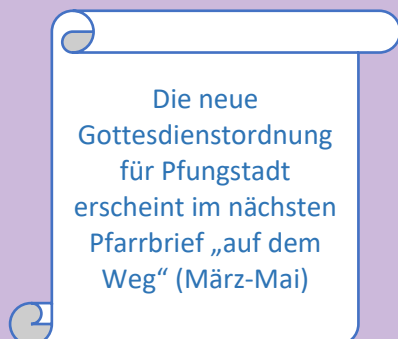 Die neue
Gottesdienstordnung
für Pfungstadt
erscheint im nächsten
Pfarrbrief „auf dem
Weg“ (März-Mai)